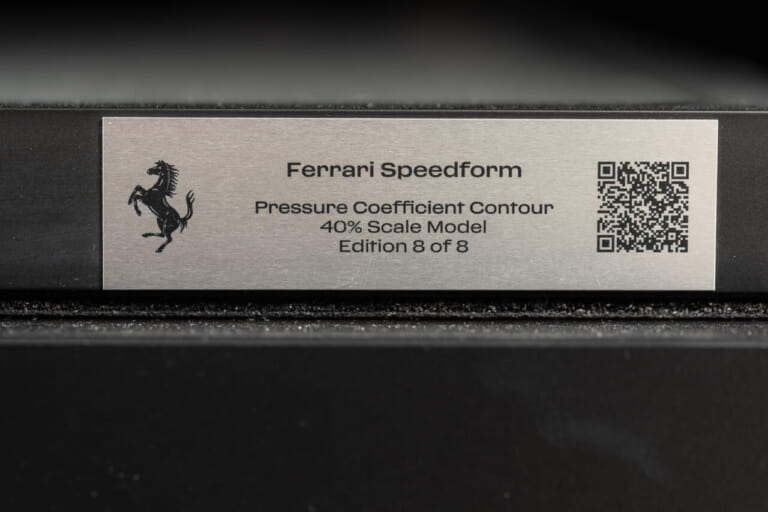 Ferrari Speedform
Pressure Coefficient Contour
40% Scale Model
Edition 8 of 8